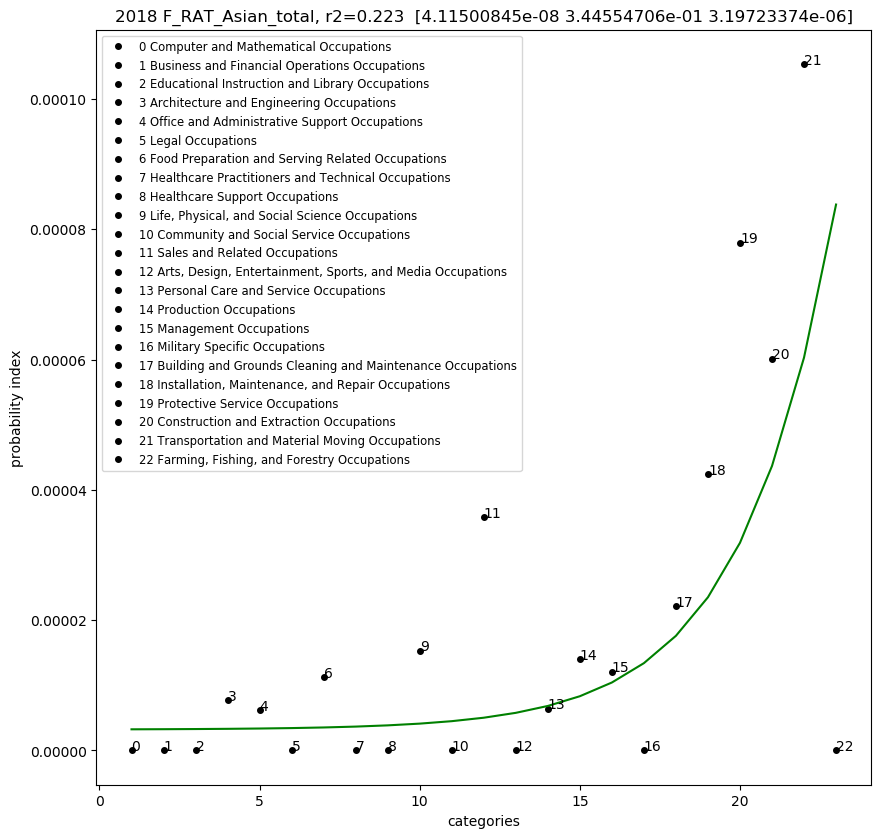 2018 F_RAT_Asian_total, r2=0.223  [4.11500845e-08 3.44554706e-01 3.19723374e-06]
0 Computer and Mathematical Occupations
1 Business and Financial Operations Occupations
2 Educational Instruction and Library Occupations
3 Architecture and Engineering Occupations
4 Office and Administrative Support Occupations
5 Legal Occupations
6 Food Preparation and Serving Related Occupations
7 Healthcare Practitioners and Technical Occupations
8 Healthcare Support Occupations
9 Life, Physical, and Social Science Occupations
10 Community and Social Service Occupations
11 Sales and Related Occupations
12 Arts, Design, Entertainment, Sports, and Media Occupations
13 Personal Care and Service Occupations
14 Production Occupations
15 Management Occupations
16 Military Specific Occupations
17 Building and Grounds Cleaning and Maintenance Occupations
18 Installation, Maintenance, and Repair Occupations
19 Protective Service Occupations
20 Construction and Extraction Occupations
21 Transportation and Material Moving Occupations
22 Farming, Fishing, and Forestry Occupations
probability index
0.00010
0.00008
0.00006
0.00004
0.00002
0.00000
21
19
20
18
11
17
9
14
15
6
3
4
13
0
1
2
5
7
8
10
12
16
22
0
5
10
15
20
categories